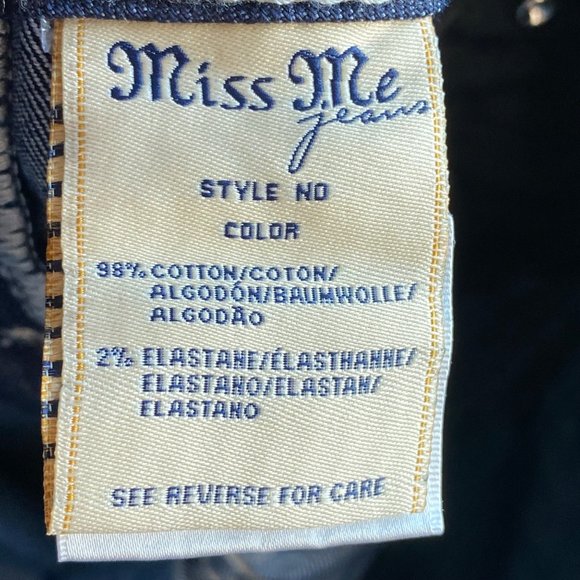 Miss Me
jeans
STYLE NO
COLOR
98% COTTON/COTON/
ALGODÓN/BAUMWOLLE/
ALGODÃO
2% ELASTANE/ÉLASTHANNE/
ELASTANO/ELASTAN/
ELASTANO
SEE REVERSE FOR CARE